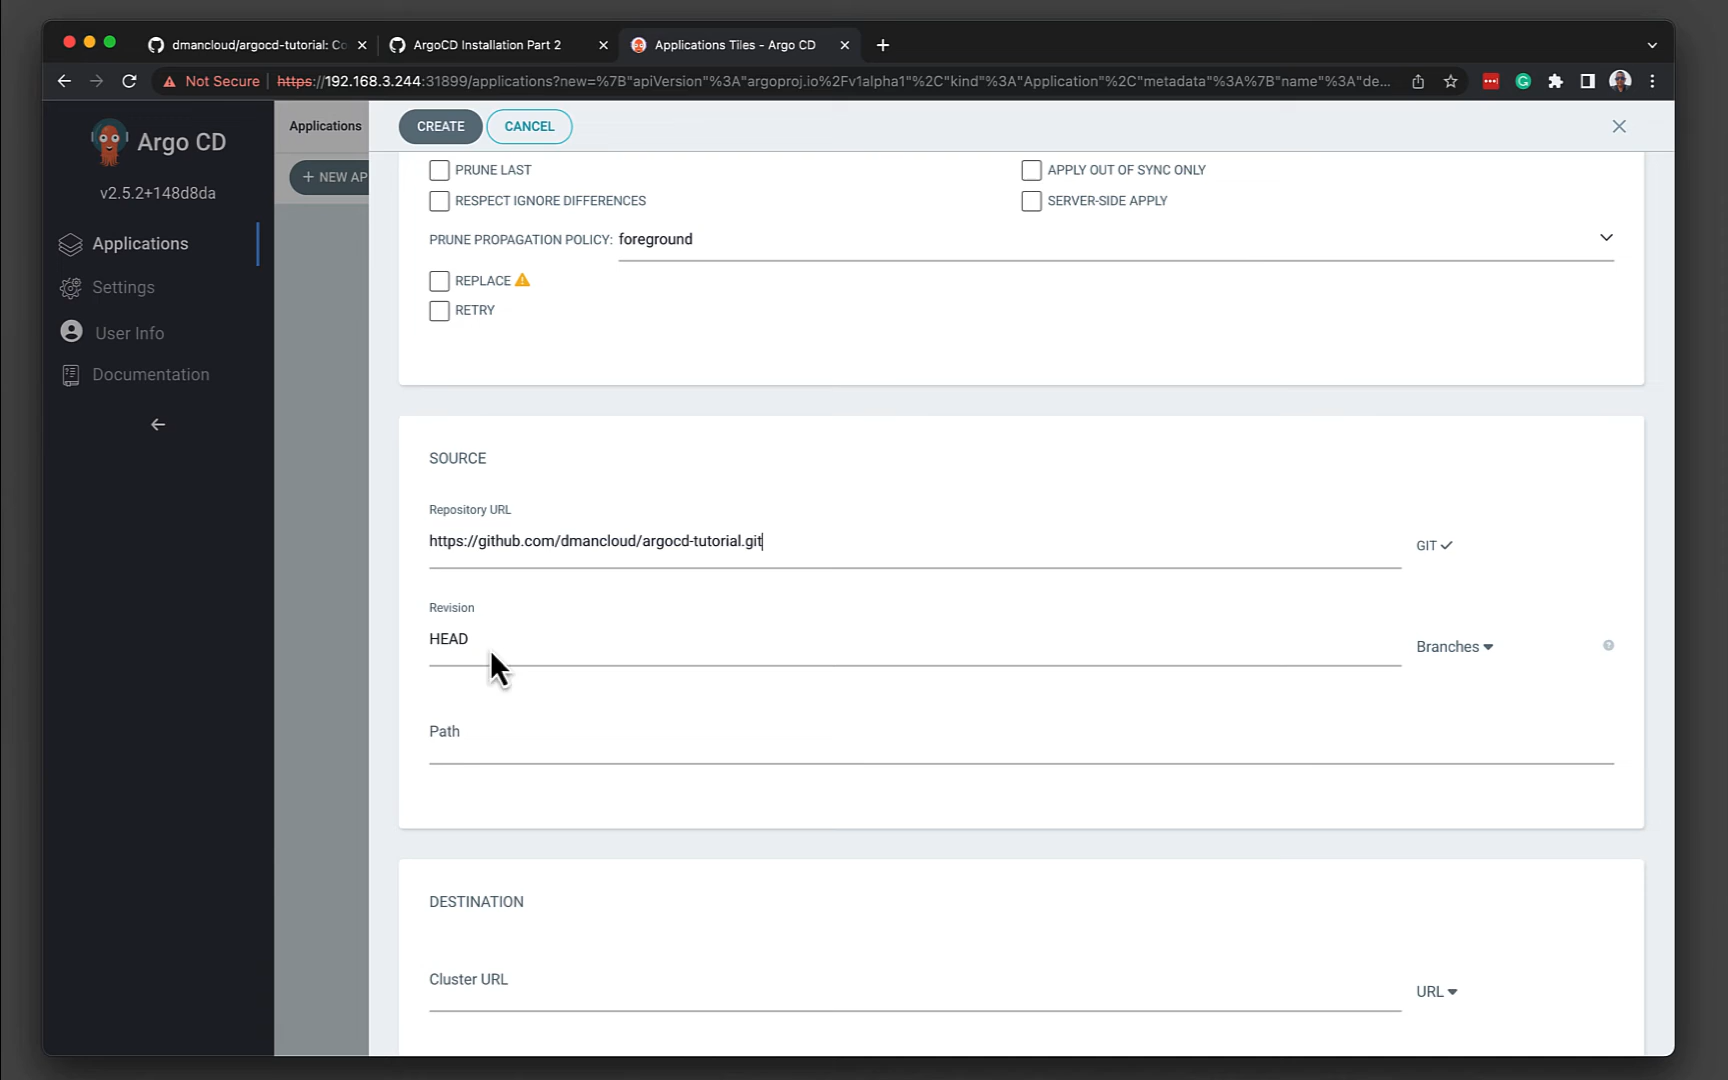 dmancloud/argocd-tutorial: Co
ArgoCD Installation Part 2
Applications Tiles - Argo CD
Not Secure
https://192.168.3.244:31899/applications?new=%7B"apiVersion"%3A"argoproj.io%2Fv1alpha1"%2C"kind"%3A"Application"%2C"metadata"%3A%7B"name"%3A"de...
Argo CD
v2.5.2+148d8da
Applications
Settings
User Info
Documentation
Applications
+ NEW AP
CREATE
CANCEL
PRUNE LAST
APPLY OUT OF SYNC ONLY
RESPECT IGNORE DIFFERENCES
SERVER-SIDE APPLY
PRUNE PROPAGATION POLICY: foreground
REPLACE
RETRY
SOURCE
Repository URL
https://github.com/dmancloud/argocd-tutorial.git
GIT
Revision
HEAD
Branches
Path
DESTINATION
Cluster URL
URL